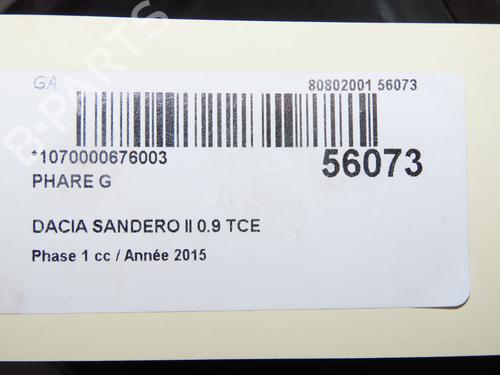 B-PARTS
GA
80802001 56073
*1070000676003
56073
PHARE G
DACIA SANDERO II 0.9 TCE
Phase 1 cc / Année 2015